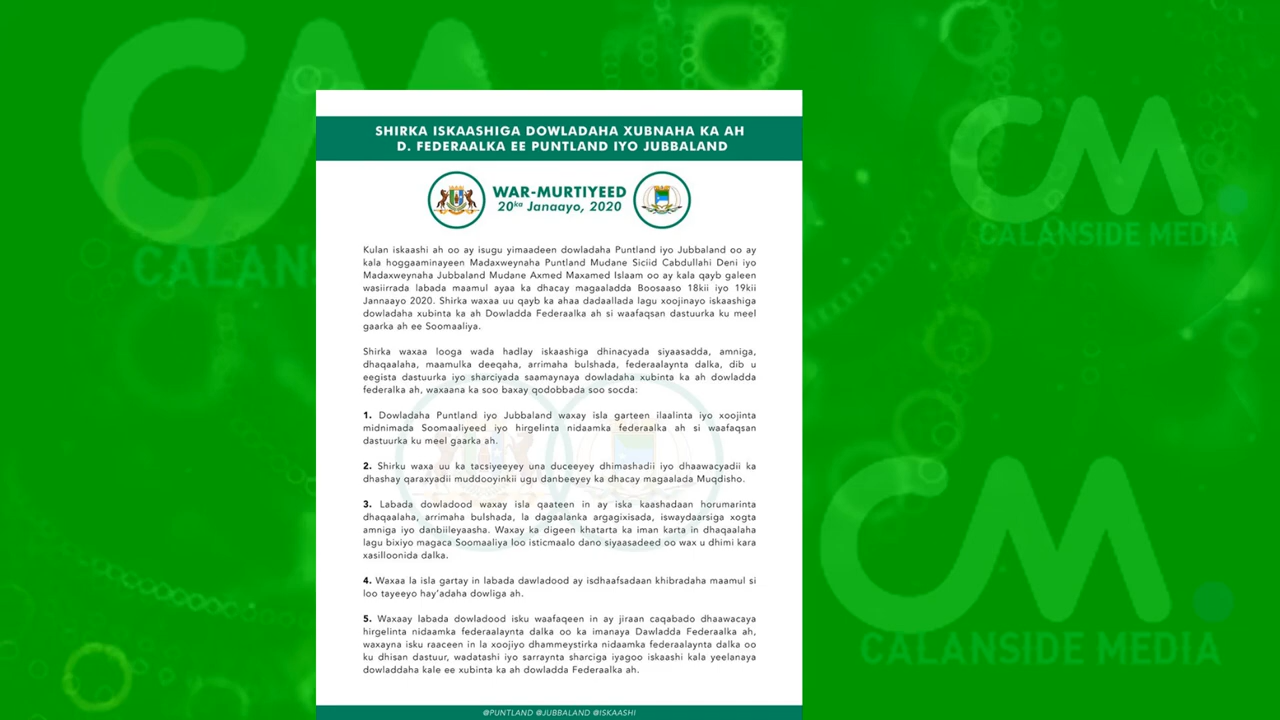 CM.
CALANSIDE MEDIA
CM.
CALAN
CM.
CALANSIDE MEDIA
SHIRKA ISKAASHIGA DOWLADAHA XUBNAHA KA AH
D. FEDERAALKA EE PUNTLAND IYO JUBBALAND
WAR-MURTIYEED
20ka Janaayo, 2020
Kulan iskaashi ah oo ay isugu yimaadeen dowladaha Puntland iyo Jubbaland oo ay
kala hoggaaminayeen Madaxweynaha Puntland Mudane Siciid Cabdullahi Deni iyo
Madaxweynaha Jubbaland Mudane Axmed Maxamed Islaam oo ay kala qayb galeen
wasiirrada labada maamul ayaa ka dhacay magaalada Boosaaso 18kii iyo 19kii
Jannaayo 2020. Shirka waxaa uu qayb ka ahaa dadaallada lagu xoojinayo iskaashiga
dowladaha xubinta ka ah Dowladda Federaalka ah si waafaqsan dastuurka ku meel
gaarka ah ee Soomaaliya.
Shirka waxaa looga wada hadlay iskaashiga dhinacyada siyaasadda, amniga,
dhaqaalaha, maamulka deeqaha, arrimaha bulshada, federaalaynta dalka, dib u
eegista dastuurka iyo sharciyada saamaynaya dowladaha xubinta ka ah dowladda
federalka ah, waxaana ka soo baxay qodobbada soo socda:
1. Dowladaha Puntland iyo Jubbaland waxay isla garteen ilaalinta iyo xoojinta
midnimada Soomaaliyeed iyo hirgelinta nidaamka federaalka ah si waafaqsan
dastuurka ku meel gaarka ah.
2. Shirku waxa uu ka tacsiyeeyey una duceeyey dhimashadii iyo dhaawacyadii ka
dhashay qaraxyadii muddooyinkii ugu danbeeyey ka dhacay magaalada Muqdisho.
3. Labada dowladood waxay isla qaateen in ay iska kaashadaan horumarinta
dhaqaalaha, arrimaha bulshada, la dagaalanka argagixisada, iswaydaarsiga xogta
amniga iyo danbiileyaasha. Waxay ka digeen khatarta ka iman karta in dhaqaalaha
lagu bixiyo magaca Soomaaliya loo isticmaalo dano siyaasadeed oo wax u dhimi kara
xasilloonida dalka.
4. Waxaa la isla gartay in labada dawladood ay isdhaafsadaan khibradaha maamul si
loo tayeeyo hay'adaha dowliga ah.
5. Waxaay labada dowladood isku waafaqeen in ay jiraan caqabado dhaawacaya
hirgelinta nidaamka federaalaynta dalka oo ka imanaya Dawladda Federaalka ah,
waxayna isku raaceen in la xoojiyo dhammeystirka nidaamka federaalaynta dalka oo
ku dhisan dastuur, wadatashi iyo sarraynta sharciga iyagoo iskaashi kala yeelanaya
dowladdaha kale ee xubinta ka ah dowladda Federaalka ah.
@PUNTLAND @JUBBALAND @ISKAASHI